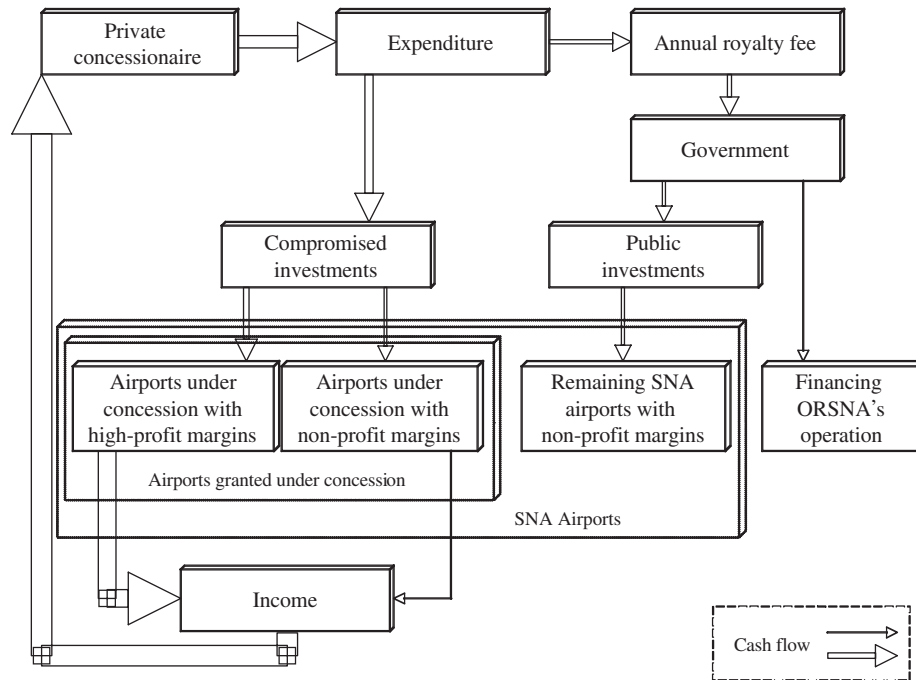 Private
concessionaire
Expenditure
Annual royalty fee
Government
Compromised
investments
Public
investments
Airports under
concession with
high-profit margins
Airports under
concession with
non-profit margins
Remaining SNA
airports with
non-profit margins
Financing
ORSNA's
operation
Airports granted under concession
SNA Airports
Income
Cash flow